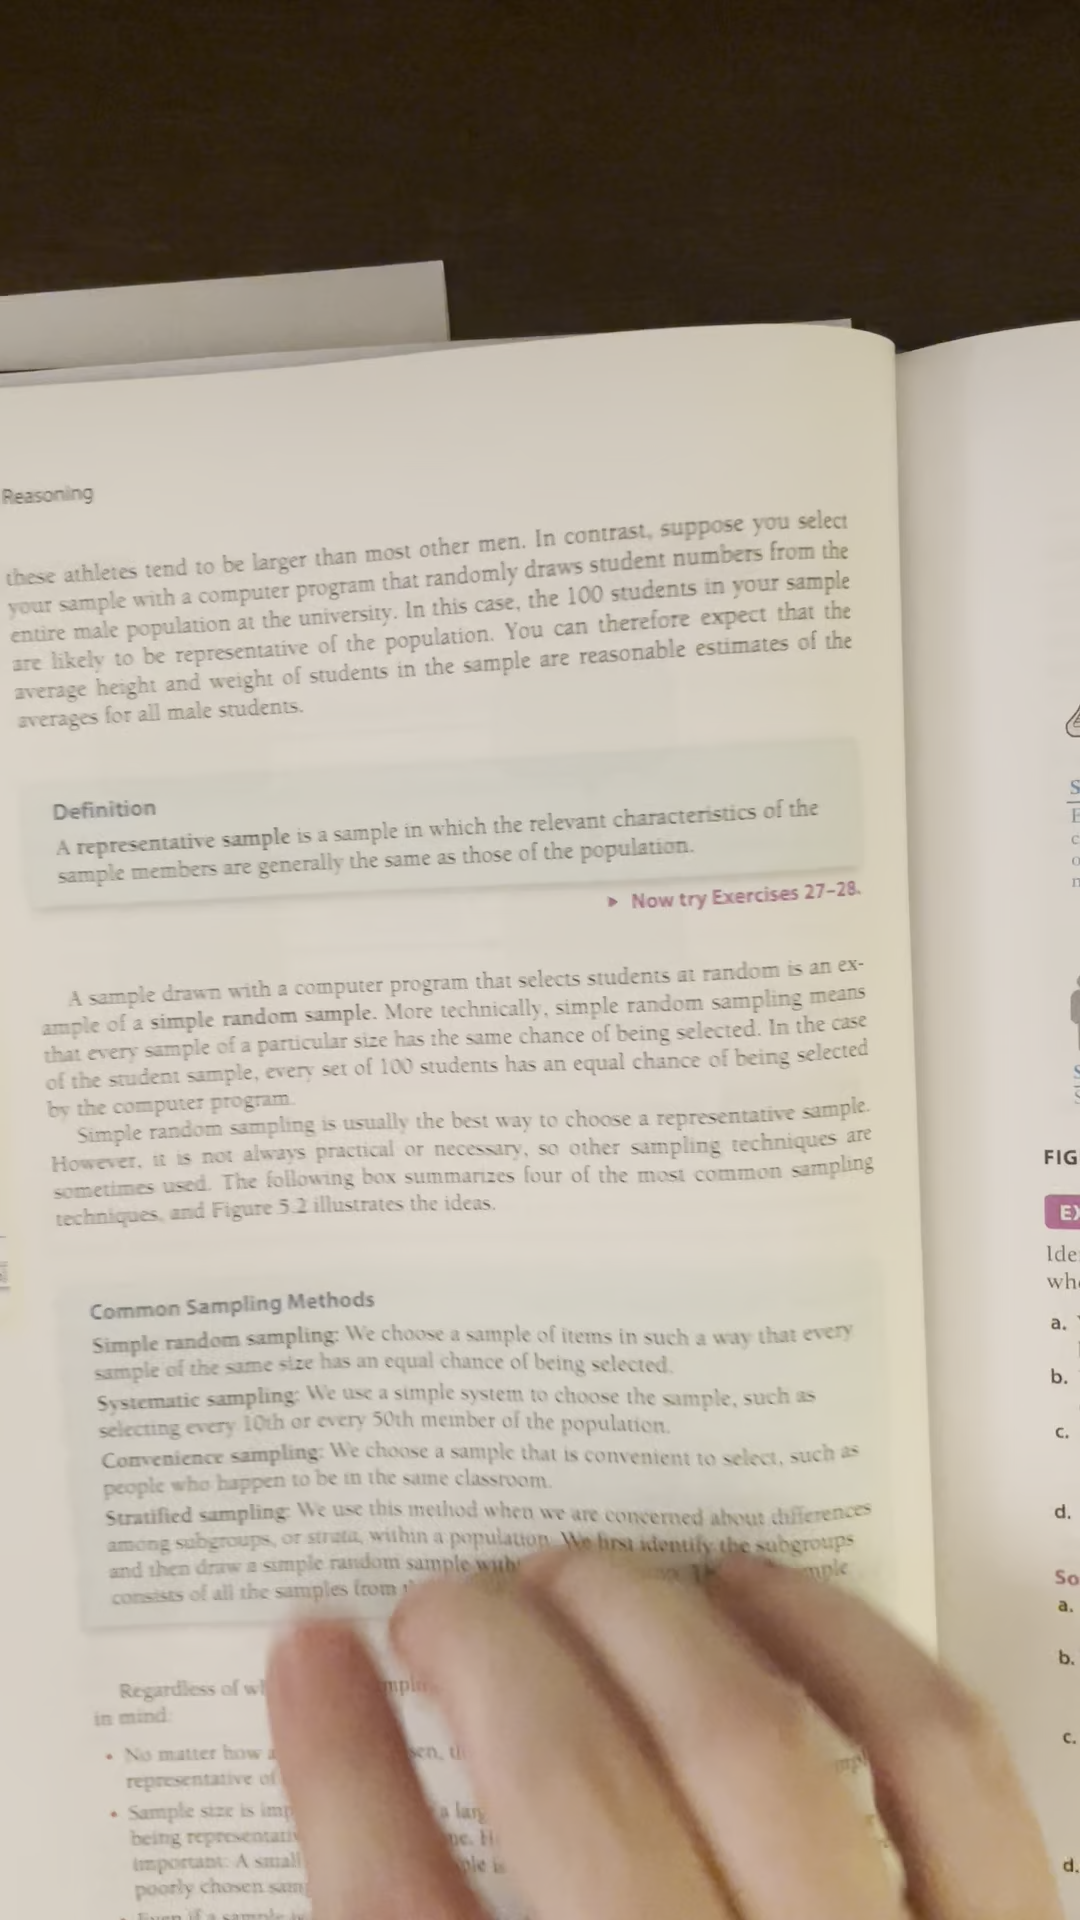 Reasoning
these athletes tend to be larger than most other men. In contrast, suppose you select
your sample with a computer program that randomly draws student numbers from the
entire male population at the university. In this case, the 100 students in your sample
are likely to be representative of the population. You can therefore expect that the
average height and weight of students in the sample are reasonable estimates of the
averages for all male students.
Definition
A representative sample is a sample in which the relevant characteristics of the
sample members are generally the same as those of the population.
▶ Now try Exercises 27–28.
A sample drawn with a computer program that selects students at random is an ex-
ample of a simple random sample. More technically, simple random sampling means
that every sample of a particular size has the same chance of being selected. In the case
of the student sample, every set of 100 students has an equal chance of being selected
by the computer program.
Simple random sampling is usually the best way to choose a representative sample.
However, it is not always practical or necessary, so other sampling techniques are
sometimes used. The following box summarizes four of the most common sampling
techniques, and Figure 5.2 illustrates the ideas.
Common Sampling Methods
Simple random sampling: We choose a sample of items in such a way that every
sample of the same size has an equal chance of being selected.
Systematic sampling: We use a simple system to choose the sample, such as
selecting every 10th or every 50th member of the population.
Convenience sampling: We choose a sample that is convenient to select, such as
people who happen to be in the same classroom.
Stratified sampling: We use this method when we are concerned about differences
among subgroups, or strata, within a population. We first identify the subgroups
and then draw a simple random sample
consists of all the samples from
Regardless of
in mind:
• No matter how
representative of
• Sample size is
being
important: A small
poorly chosen
• Even if a sample
FIG
EX
Ide
who
a.
b.
c.
d.
So
a.
b.
c.
d.